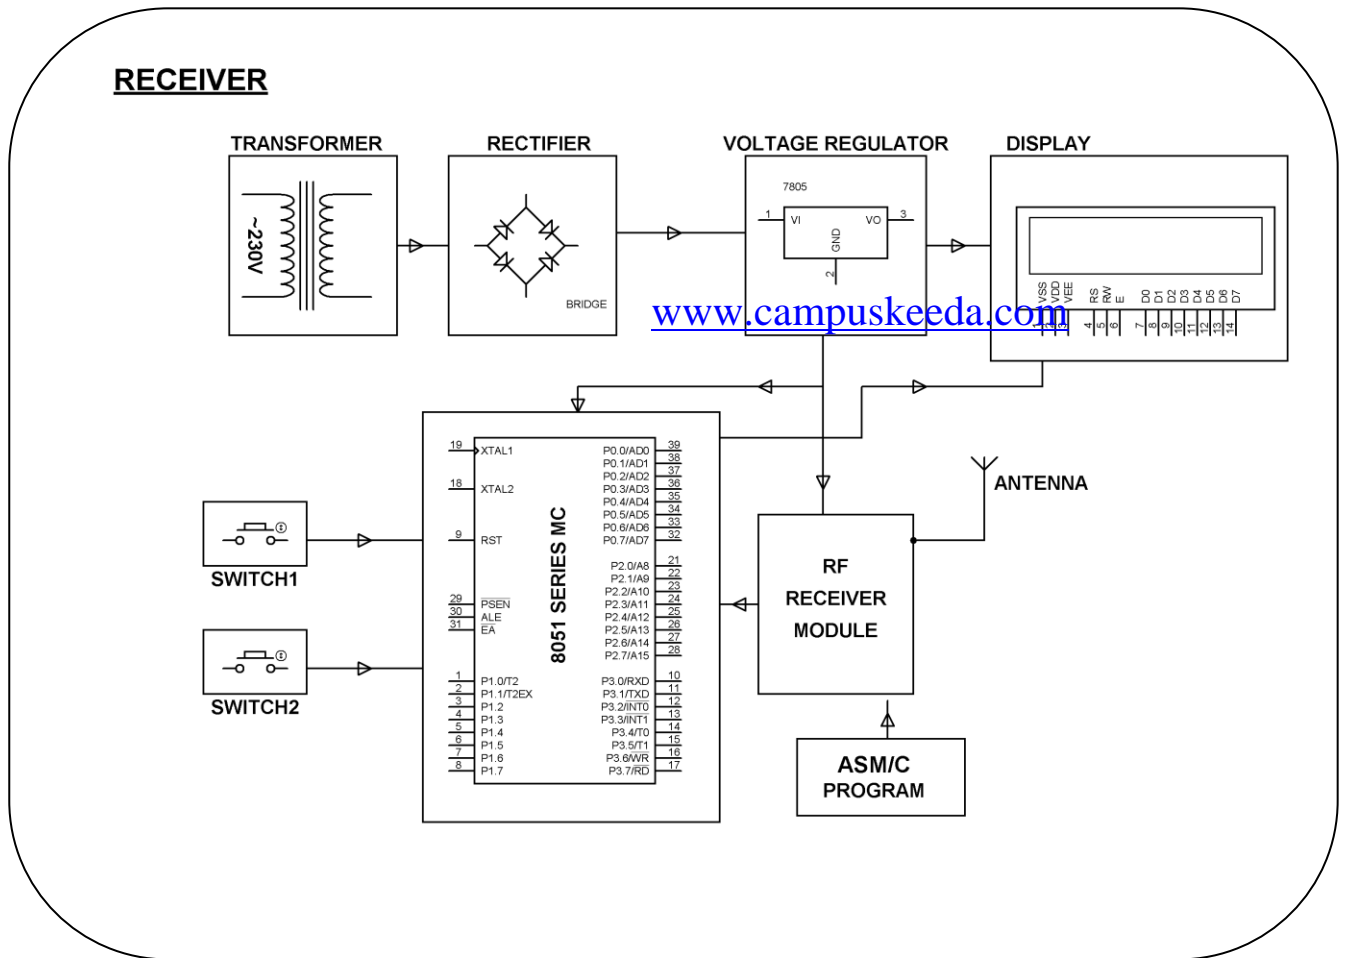 RECEIVER
TRANSFORMER
~230V
RECTIFIER
BRIDGE
VOLTAGE REGULATOR
7805
1 VI VO 3
GND
2
DISPLAY
VSS VDD VEE RS RW E D0 D1 D2 D3 D4 D5 D6 D7
1 2 3 4 5 6 7 8 9 10 11 12 13 14
www.campuskeeda.com
19 XTAL1
18 XTAL2
9 RST
29 PSEN
30 ALE
31 EA
1 P1.0/T2
2 P1.1/T2EX
3 P1.2
4 P1.3
5 P1.4
6 P1.5
7 P1.6
8 P1.7
8051 SERIES MC
P0.0/AD0 39
P0.1/AD1 38
P0.2/AD2 37
P0.3/AD3 36
P0.4/AD4 35
P0.5/AD5 34
P0.6/AD6 33
P0.7/AD7 32
P2.0/A8 21
P2.1/A9 22
P2.2/A10 23
P2.3/A11 24
P2.4/A12 25
P2.5/A13 26
P2.6/A14 27
P2.7/A15 28
P3.0/RXD 10
P3.1/TXD 11
P3.2/INT0 12
P3.3/INT1 13
P3.4/T0 14
P3.5/T1 15
P3.6/WR 16
P3.7/RD 17
SWITCH1
SWITCH2
ANTENNA
RF
RECEIVER
MODULE
ASM/C
PROGRAM